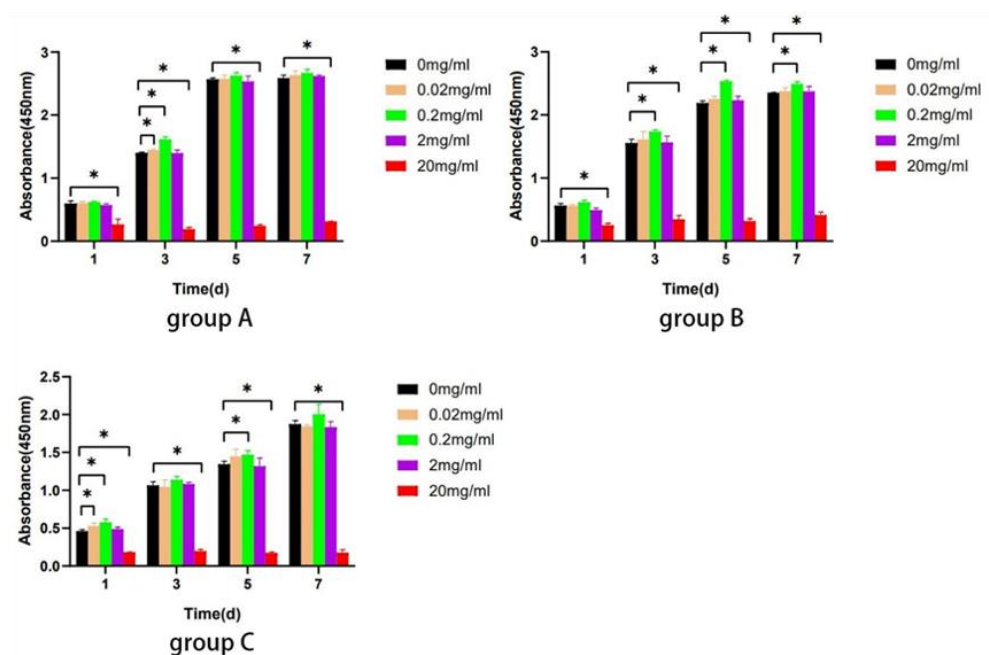 Absorbance(450nm)
3
2
1
0
*
*
*
*
*
*
1
3
5
7
Time(d)
0mg/ml
0.02mg/ml
0.2mg/ml
2mg/ml
20mg/ml
group A
Absorbance(450nm)
3
2
1
0
*
*
*
*
*
*
*
1
3
5
7
Time(d)
0mg/ml
0.02mg/ml
0.2mg/ml
2mg/ml
20mg/ml
group B
Absorbance(450nm)
2.5
2.0
1.5
1.0
0.5
0.0
*
*
*
*
*
*
*
1
3
5
7
Time(d)
0mg/ml
0.02mg/ml
0.2mg/ml
2mg/ml
20mg/ml
group C